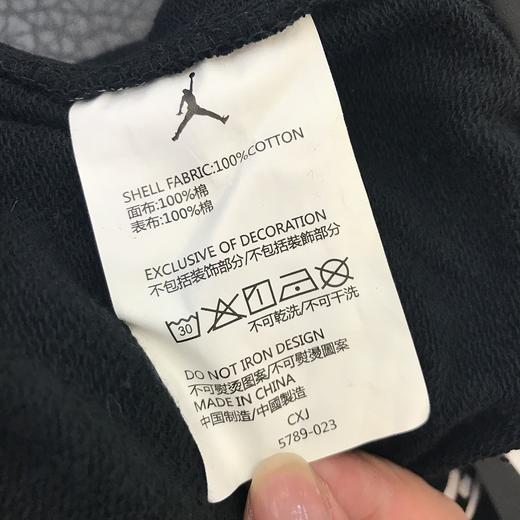 SHELL FABRIC:100%COTTON
面布:100%棉
表布:100%棉
EXCLUSIVE OF DECORATION
不包括装饰部分/不包括裝飾部分
30
不可乾洗/不可干洗
DO NOT IRON DESIGN
不可熨烫图案/不可熨燙圖案
MADE IN CHINA
中国制造/中國製造
CXJ
5789-023